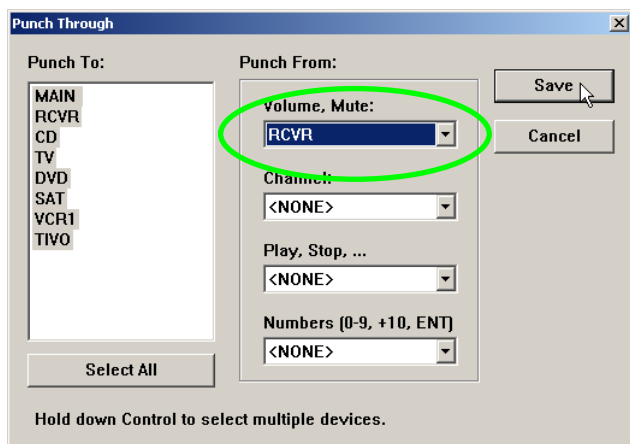 Punch Through
Punch To:
MAIN
RCVR
CD
TV
DVD
SAT
VCR1
TIVO
Select All
Punch From:
Volume, Mute:
RCVR
Channel:
<NONE>
Play, Stop, ...
<NONE>
Numbers (0-9, +10, ENT)
<NONE>
Save
Cancel
Hold down Control to select multiple devices.